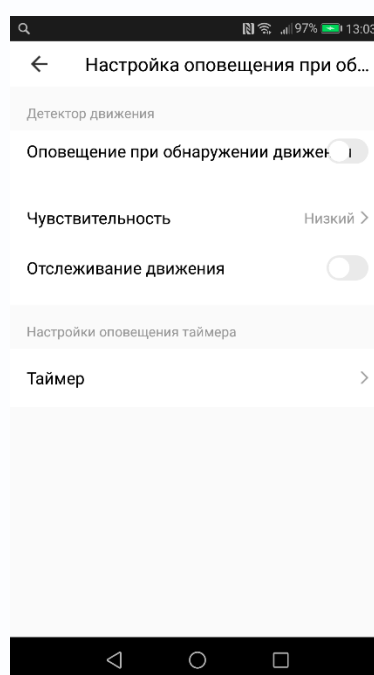 97% 13:03
Настройка оповещения при об...
Детектор движения
Оповещение при обнаружении движен
Чувствительность Низкий
Отслеживание движения
Настройки оповещения таймера
Таймер